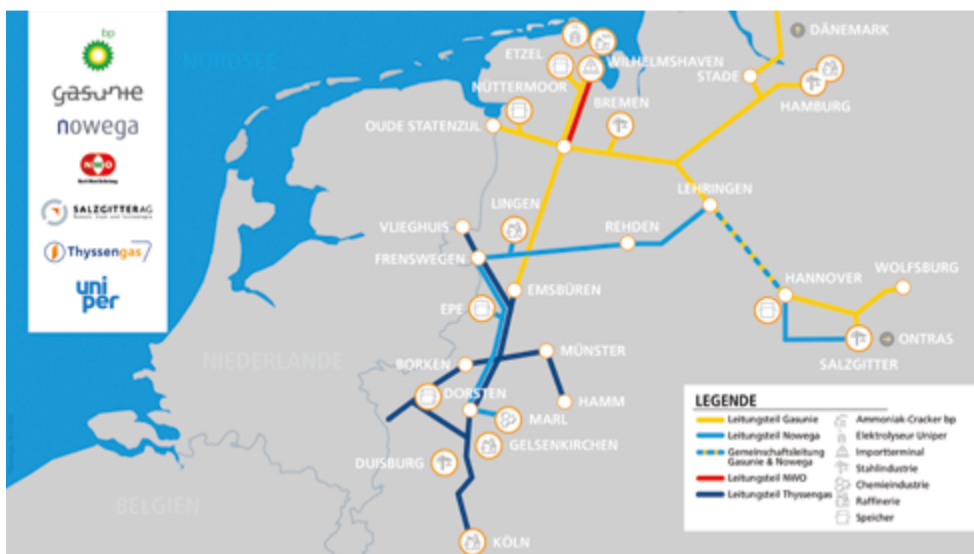 bp
gasunie
nowega
NWO
SALZGITTER AG
Thyssengas
uni
per
NORDSEE
DÄNEMARK
ETZEL
WILHELMSHAVEN
STADE
NÜTTERMOOR
BREMEN
HAMBURG
OUDE STATENZIJL
LEHRINGEN
LINGEN
VLIEGHUIS
REHDEN
FRENSWEGEN
HANNOVER
WOLFSBURG
EMSBÜREN
EPE
ONTRAS
NIEDERLANDE
BORKEN
MÜNSTER
SALZGITTER
DORSTEN
HAMM
MARL
GELSENKIRCHEN
DUISBURG
BELGIEN
KÖLN
LEGENDE
Leitungsteil Gasunie
Leitungsteil Nowega
Gemeinschaftsleitung
Gasunie & Nowega
Leitungsteil NWO
Leitungsteil Thyssengas
Ammoniak-Cracker bp
Elektrolyseur Uniper
Importterminal
Stahlindustrie
Chemieindustrie
Raffinerie
Speicher